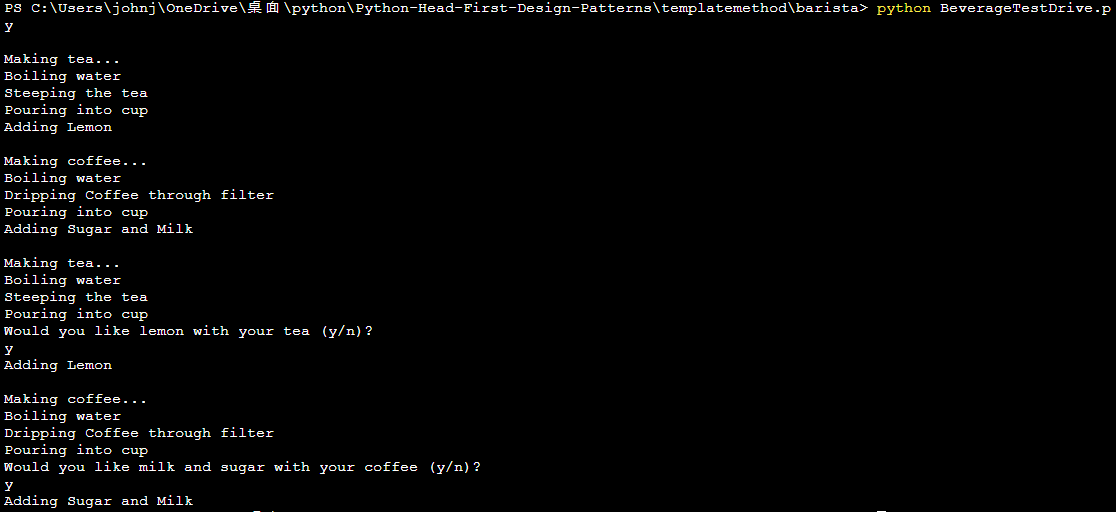 PS C:\Users\johnj\OneDrive\桌面\python\Python-Head-First-Design-Patterns\templatemethod\barista> python BeverageTestDrive.p
y
Making tea...
Boiling water
Steeping the tea
Pouring into cup
Adding Lemon
Making coffee...
Boiling water
Dripping Coffee through filter
Pouring into cup
Adding Sugar and Milk
Making tea...
Boiling water
Steeping the tea
Pouring into cup
Would you like lemon with your tea (y/n)?
y
Adding Lemon
Making coffee...
Boiling water
Dripping Coffee through filter
Pouring into cup
Would you like milk and sugar with your coffee (y/n)?
y
Adding Sugar and Milk